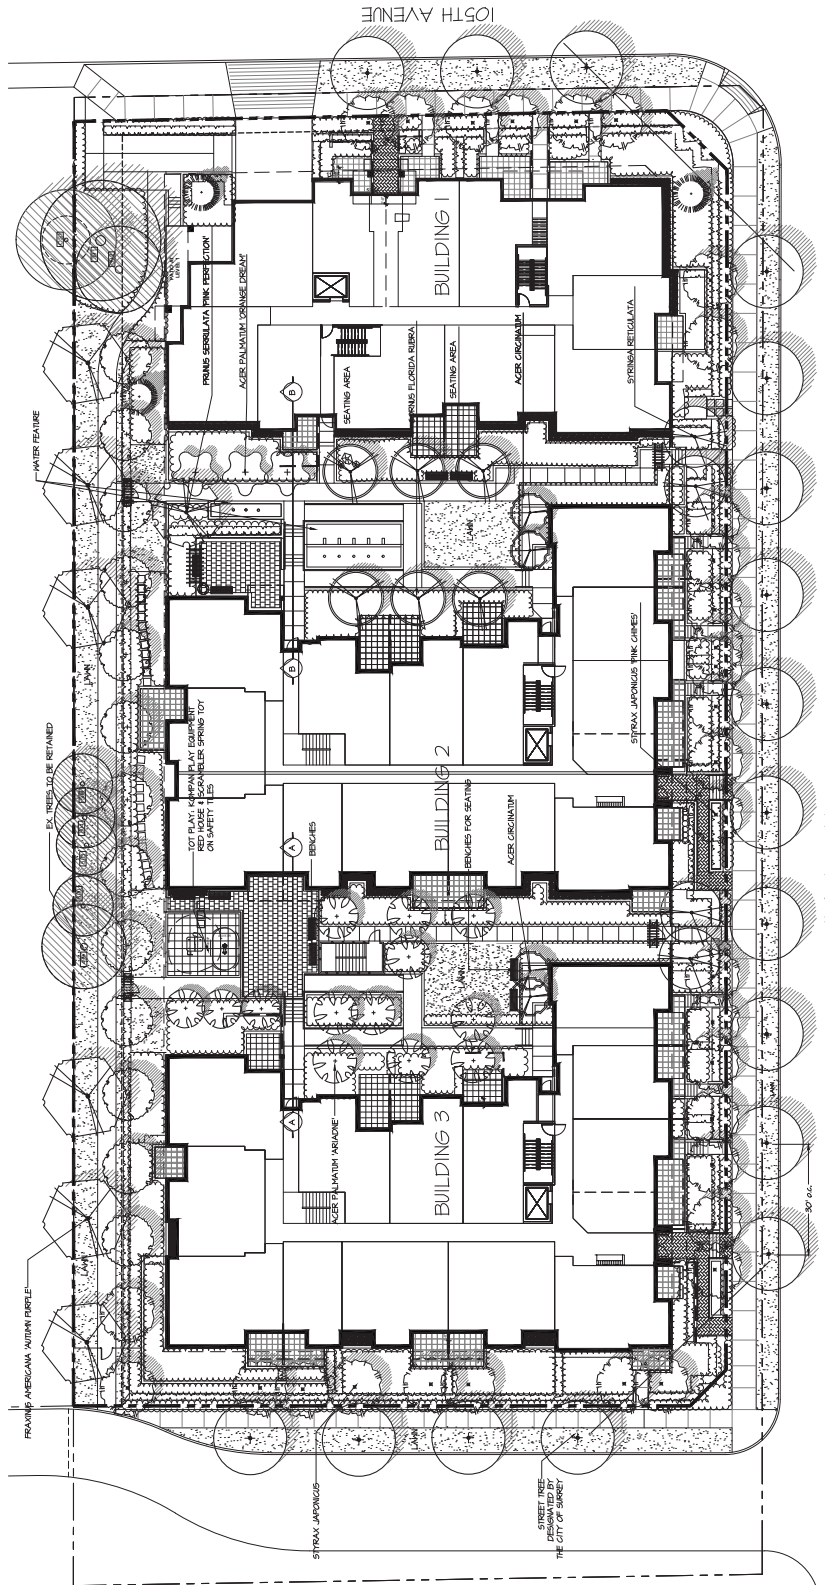 105TH AVENUE
BUILDING 1
PRUNUS SERRULATA 'PINK PERFECTION'
ACER PALMATUM 'ORANGE DREAM'
SEATING AREA
RNUS FLORIDA RUBRA
SEATING AREA
ACER CIRCINATUM
SYRINGA RETICULATA
B
WATER FEATURE
LAWN
LAWN
B
STYRAX JAPONICUS 'PINK CHIMES'
EX. TREES TO BE RETAINED
TOT PLAY: KOMPAN PLAY EQUIPMENT
RED HOUSE & SCRAMBLER SPRING TOY
ON SAFETY TILES
BUILDING 2
A
BENCHES
BENCHES FOR SEATING
ACER CIRCINATUM
LAWN
LAWN
A
ACER PALMATUM 'ARIADNE'
BUILDING 3
30' o.c.
LAWN
FRAXINUS AMERICANA 'AUTUMN PURPLE'
LAWN
STYRAX JAPONICUS
STREET TREE
DESIGNATED BY
THE CITY OF SURREY